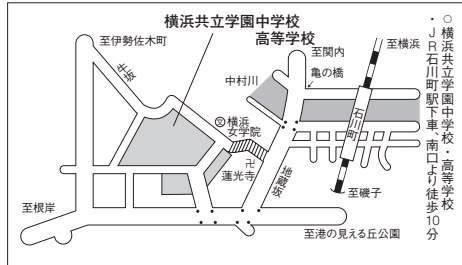 ○横浜共立学園中学校・高等学校
・JR石川町駅下車、南口より徒歩10分
横浜共立学園中学校
高等学校
至伊勢佐木町
牛坂
至関内
至横浜
中村川
亀の橋
石川町
文横浜
女学院
卍
蓮光寺
地蔵坂
至磯子
至根岸
至港の見える丘公園